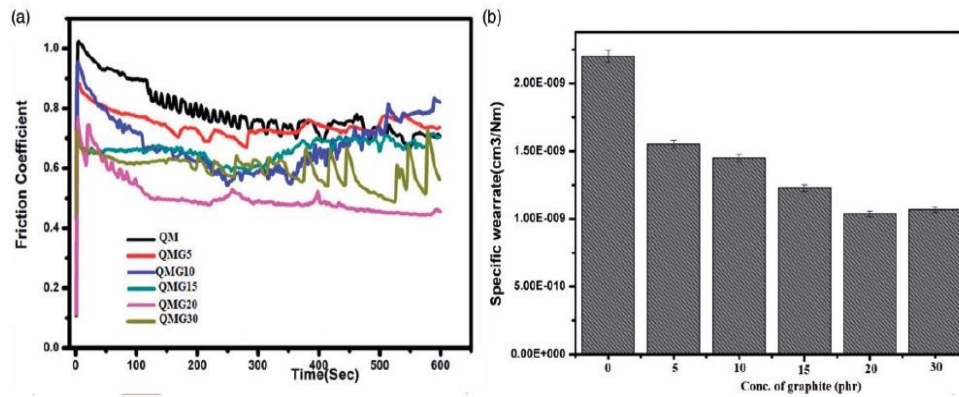 (a)
1.0
0.8
0.6
0.4
0.2
0.0
Friction Coefficient
QM
QMG5
QMG10
QMG15
QMG20
QMG30
0 100 200 300 400 500 600
Time(Sec)
(b)
2.00E-009
1.50E-009
1.00E-009
5.00E-010
0.00E+000
Specific wearrate(cm3/Nm)
0 5 10 15 20 30
Conc. of graphite (phr)